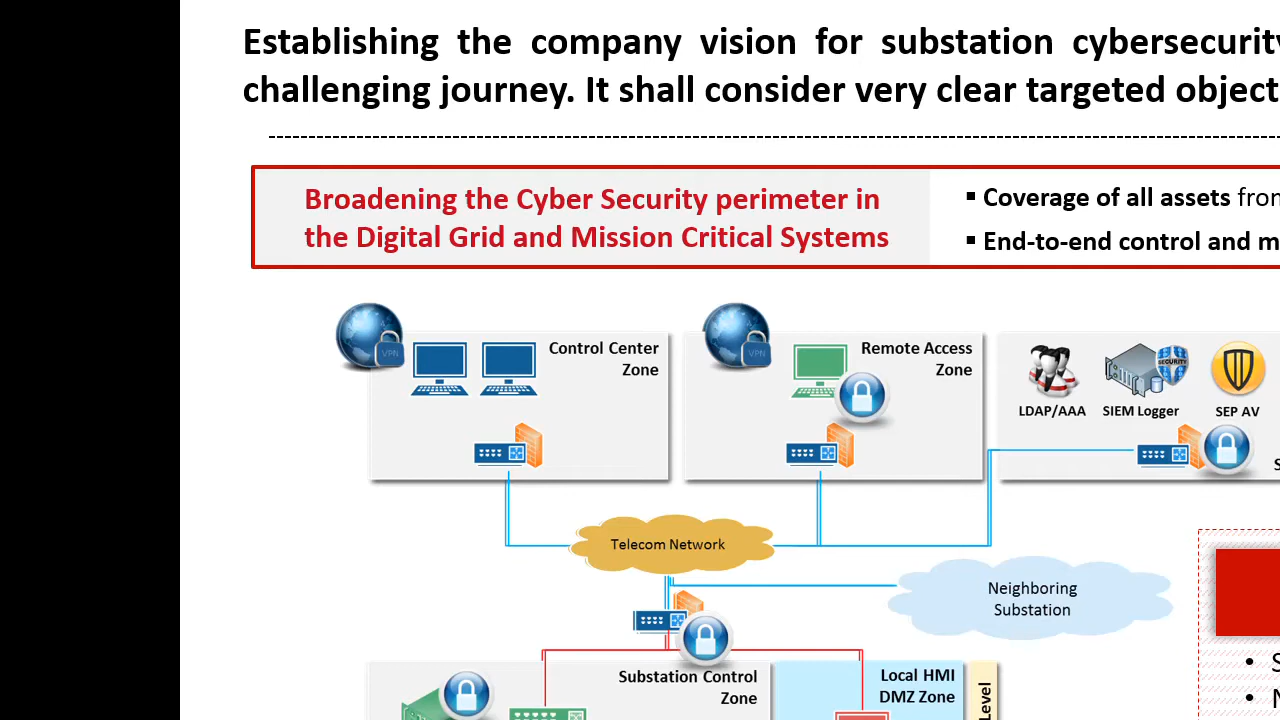 Establishing the company vision for substation cybersecurity
challenging journey. It shall consider very clear targeted object
Broadening the Cyber Security perimeter in
the Digital Grid and Mission Critical Systems
▪ Coverage of all assets from
▪ End-to-end control and m
VPN
Control Center
Zone
VPN
Remote Access
Zone
SECURITY
LDAP/AAA
SIEM Logger
SEP AV
S
Telecom Network
Neighboring
Substation
Substation Control
Zone
Local HMI
DMZ Zone
Level
• S
• N